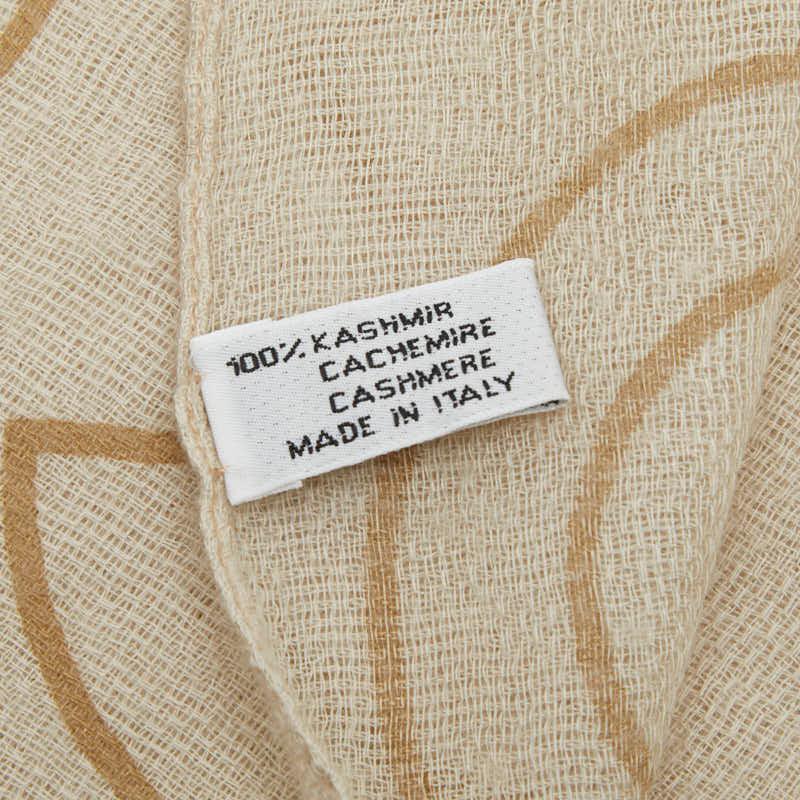 100% KASHMIR
CACHEMIRE
CASHMERE
MADE IN ITALY